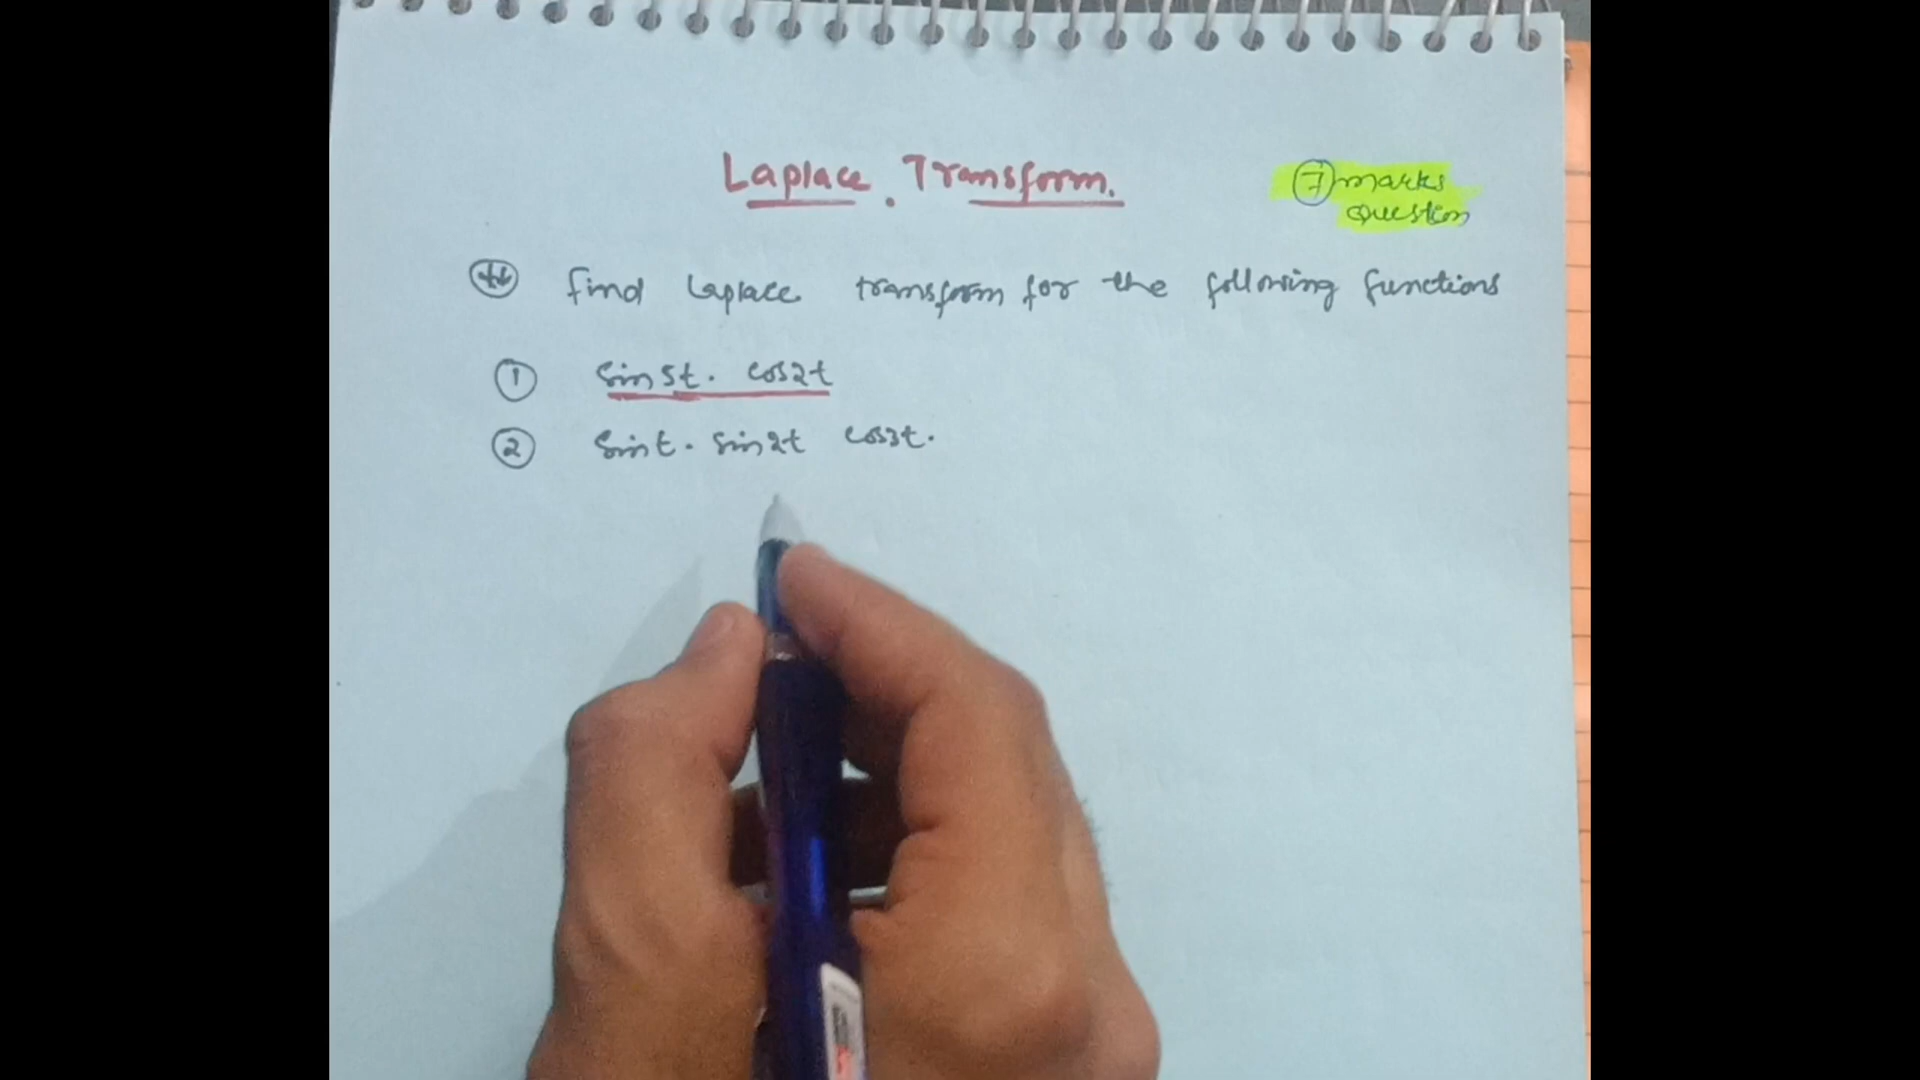 Laplace. Transform.
⑦ marks
question
find Laplace transform for the following functions
① Sin5t. cos2t
② Sint. Sin2t cos3t.